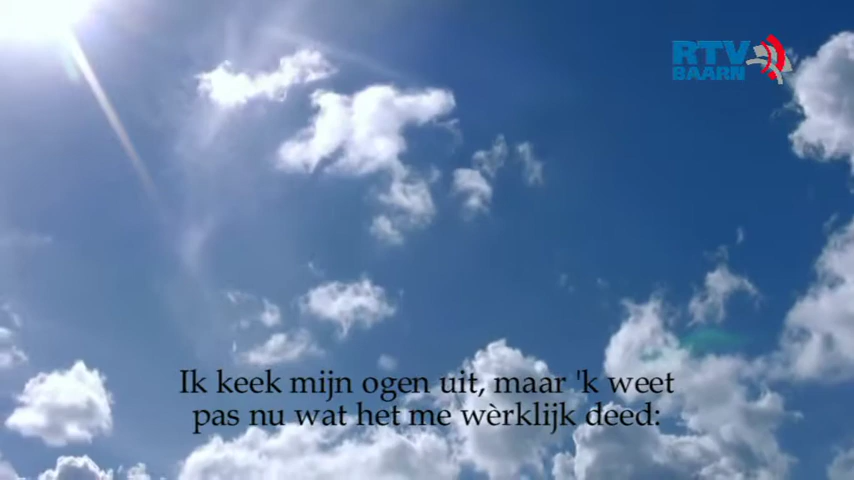 RTV
BAARN
Ik keek mijn ogen uit, maar 'k weet
pas nu wat het me wèrklijk deed: